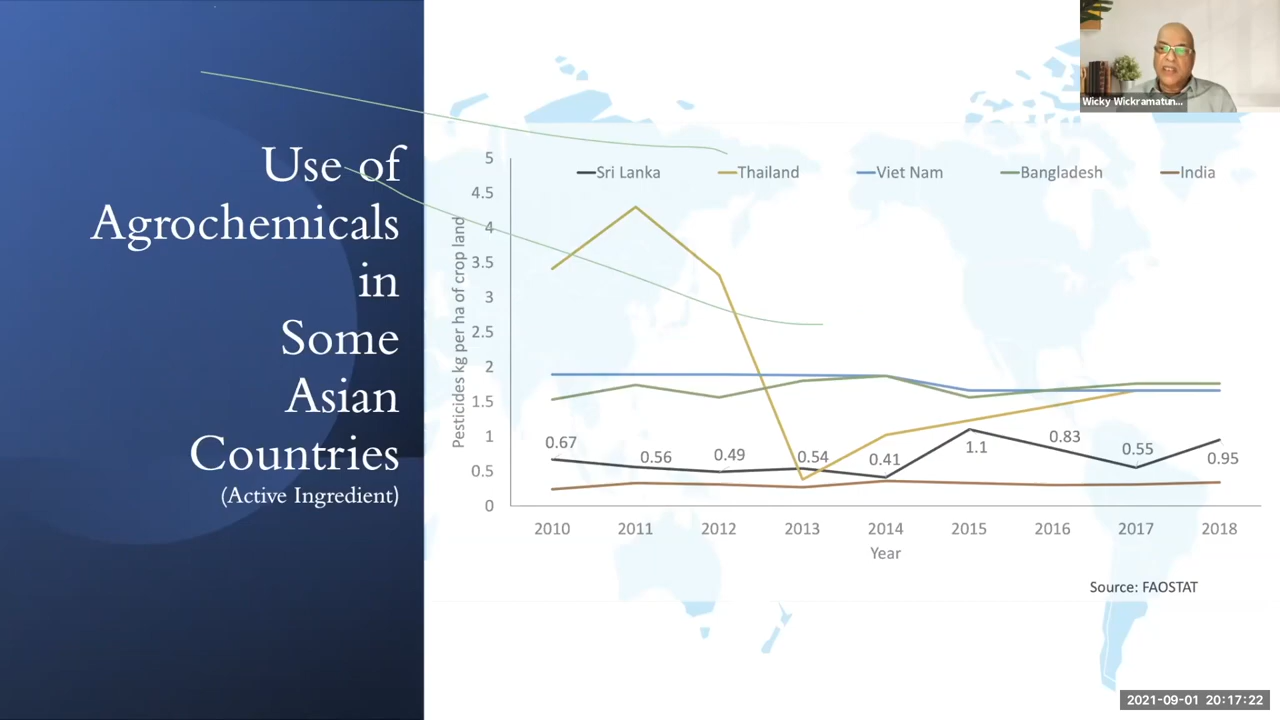 Use of
Agrochemicals
in
Some
Asian
Countries
(Active Ingredient)
Wicky Wickramatun...
Sri Lanka Thailand Viet Nam Bangladesh India
Pesticides kg per ha of crop land
5
4.5
4
3.5
3
2.5
2
1.5
1
0.5
0
0.67 0.56 0.49 0.54 0.41 1.1 0.83 0.55 0.95
2010 2011 2012 2013 2014 2015 2016 2017 2018
Year
Source: FAOSTAT
2021-09-01 20:17:22